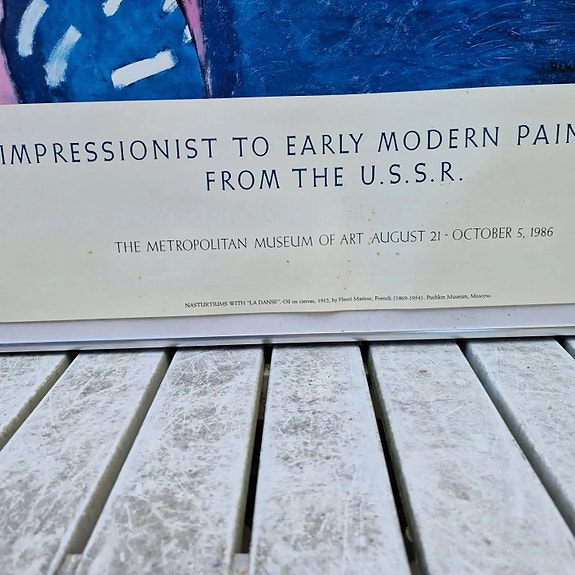 IMPRESSIONIST TO EARLY MODERN PAIN
FROM THE U.S.S.R.
THE METROPOLITAN MUSEUM OF ART AUGUST 21 - OCTOBER 5, 1986
NASTURTIUMS WITH "LA DANSE". Oil on canvas, 1912, by Henri Matisse, French (1869-1954). Pushkin Museum, Moscow.